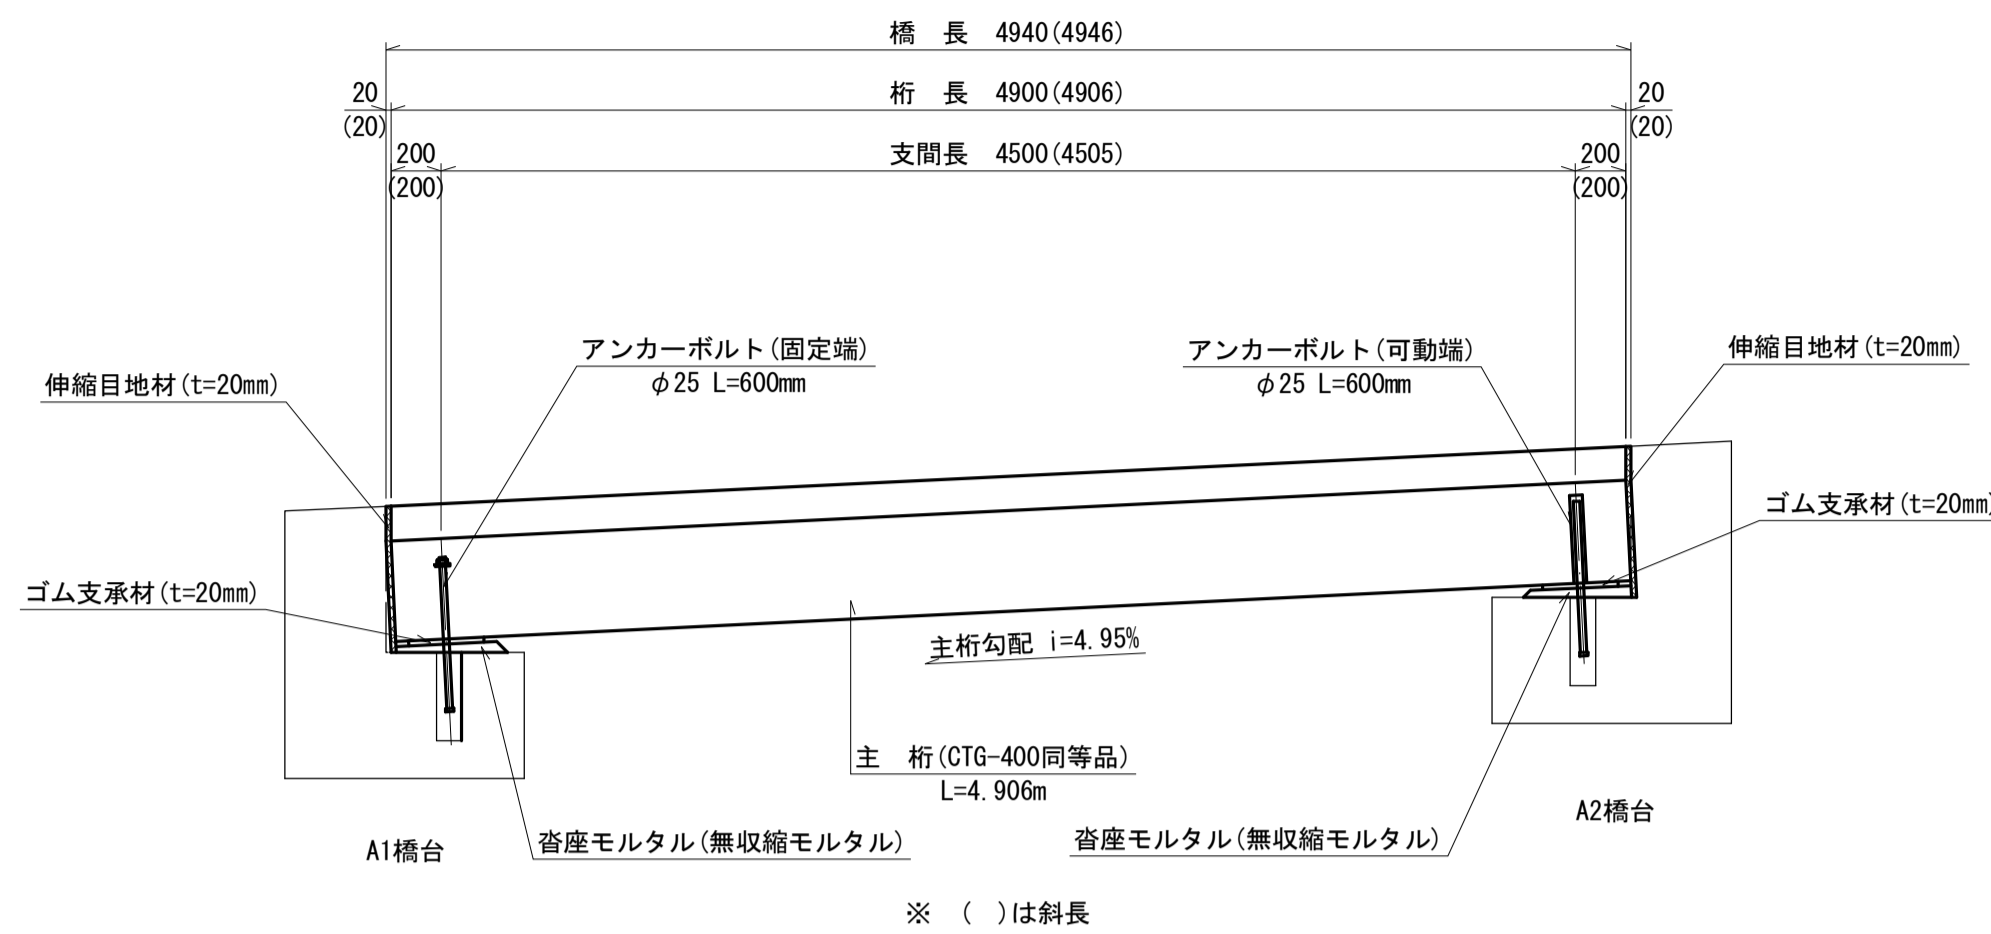 橋　長　4940(4946)
20
桁　長　4900(4906)
20
(20)
(20)
200
支間長　4500(4505)
200
(200)
(200)
アンカーボルト(固定端)
φ25 L=600mm
アンカーボルト(可動端)
φ25 L=600mm
伸縮目地材(t=20mm)
伸縮目地材(t=20mm)
ゴム支承材(t=20mm)
ゴム支承材(t=20mm)
主桁勾配 i=4.95%
主　桁(CTG-400同等品)
L=4.906m
A1橋台
沓座モルタル(無収縮モルタル)
沓座モルタル(無収縮モルタル)
A2橋台
※　(　)は斜長